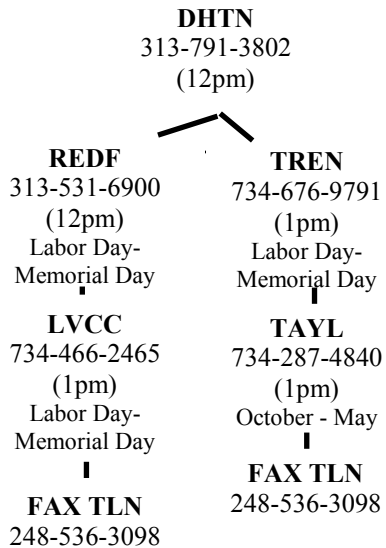 DHTN
313-791-3802
(12pm)
REDF
313-531-6900
(12pm)
Labor Day-
Memorial Day
LVCC
734-466-2465
(1pm)
Labor Day-
Memorial Day
FAX TLN
248-536-3098
TREN
734-676-9791
(1pm)
Labor Day-
Memorial Day
TAYL
734-287-4840
(1pm)
October - May
FAX TLN
248-536-3098